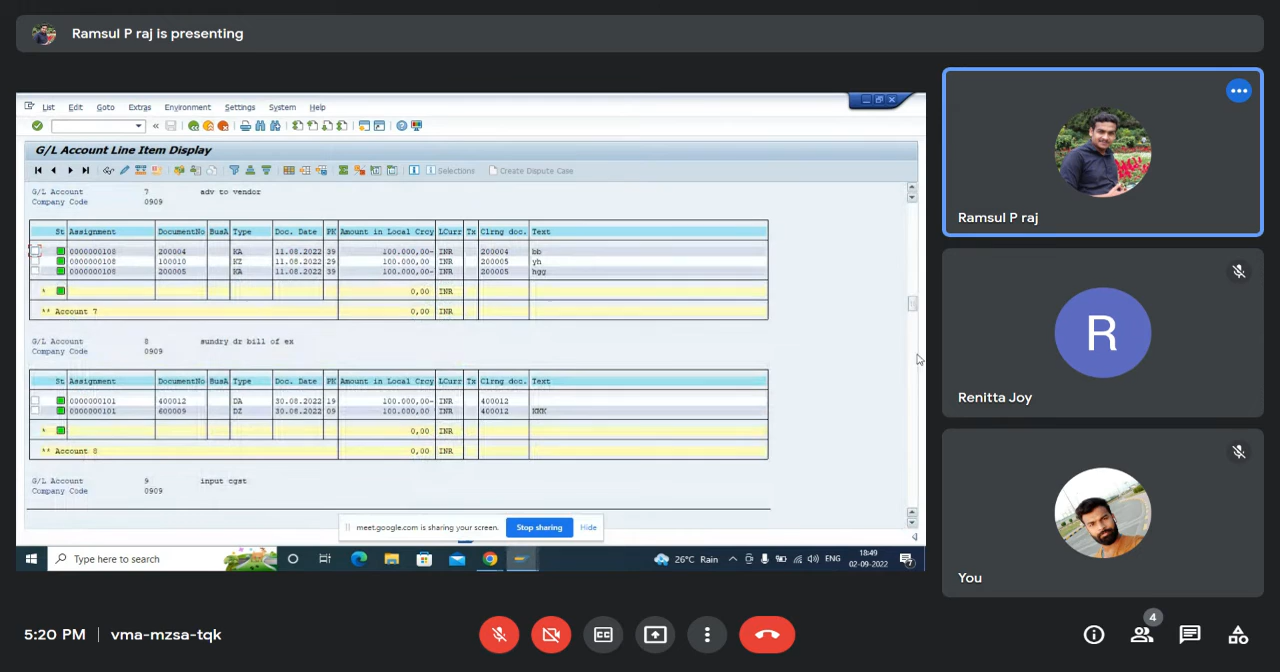 Ramsul P raj is presenting
List Edit Goto Extras Environment Settings System Help
G/L Account Line Item Display
Selections Create Dispute Case
G/L Account 7 adv to vendor
Company Code 0909
St Assignment DocumentNo BusA Type Doc. Date PK Amount in Local Crcy LCurr Tx Clrng doc. Text
0000000108 200004 KA 11.08.2022 39 100.000,00- INR 200004 bb
0000000108 100010 KZ 11.08.2022 29 100.000,00 INR 200005 yh
0000000108 200005 KA 11.08.2022 39 100.000,00- INR 200005 hgg
* 0,00 INR
** Account 7 0,00 INR
G/L Account 8 sundry dr bill of ex
Company Code 0909
St Assignment DocumentNo BusA Type Doc. Date PK Amount in Local Crcy LCurr Tx Clrng doc. Text
0000000101 400012 DA 30.08.2022 19 100.000,00- INR 400012
0000000101 600009 DZ 30.08.2022 09 100.000,00 INR 400012 KKK
* 0,00 INR
** Account 8 0,00 INR
G/L Account 9 input cgst
Company Code 0909
meet.google.com is sharing your screen. Stop sharing Hide
Type here to search
26°C Rain ENG 18:49
02-09-2022
Ramsul P raj
R
Renitta Joy
You
5:20 PM | vma-mzsa-tqk
4